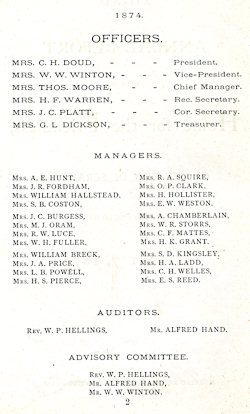 1874.
OFFICERS.
MRS. C. H. DOUD, - - - President.
MRS. W. W. WINTON, - - - Vice-President.
MRS. THOS. MOORE, - - - Chief Manager.
MRS. H. F. WARREN, - - - Rec. Secretary.
MRS. J. C. PLATT, - - - Cor. Secretary.
MRS. G. L DICKSON, - - - Treasurer.
MANAGERS.
MRS. A. E. HUNT, MRS. R. A. SQUIRE,
MRS. J. R. FORDHAM, MRS. O. P. CLARK,
MRS. WILLIAM HALLSTEAD, MRS. H. HOLLISTER,
MRS. S. B. COSTON, MRS. E. W. WESTON.
MRS. J. C. BURGESS, MRS. A. CHAMBERLAIN,
MRS. M. J. ORAM, MRS. W. R. STORRS,
MRS. R. W. LUCE, MRS. C. F. MATTES,
MRS. W. H. FULLER, MRS. H. K. GRANT.
MRS. WILLIAM BRECK, MRS. S. D. KINGSLEY,
MRS. J. A. PRICE, MRS. H. A. LADD,
MRS. L. B. POWELL, MRS. C. H. WELLES,
MRS. H. S. PIERCE, MRS. E. S. REED.
AUDITORS.
REV. W. P. HELLINGS, MR. ALFRED HAND.
ADVISORY COMMITTEE.
REV. W. P. HELLINGS,
MR. ALFRED HAND,
MR. W. W. WINTON.
2